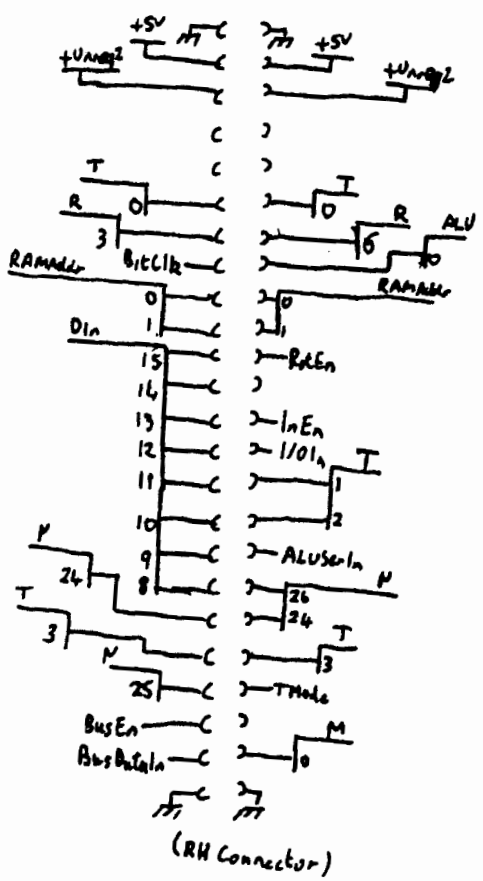 +5V +5V
+Vneg2 +Vneg2
T T
0 0
R R ALU
3 6 0
BitClk
RAMAddr RAMAddr
0 0
1 1
DIn
15 RotEn
14
13 InEn
12 I/OIn
11 T 1
10 2
9 ALUSerIn
8 26 N
N 24 24
T T
3 3
N
25 TMode
BusEn
BusDataIn M
0
(RH Connector)